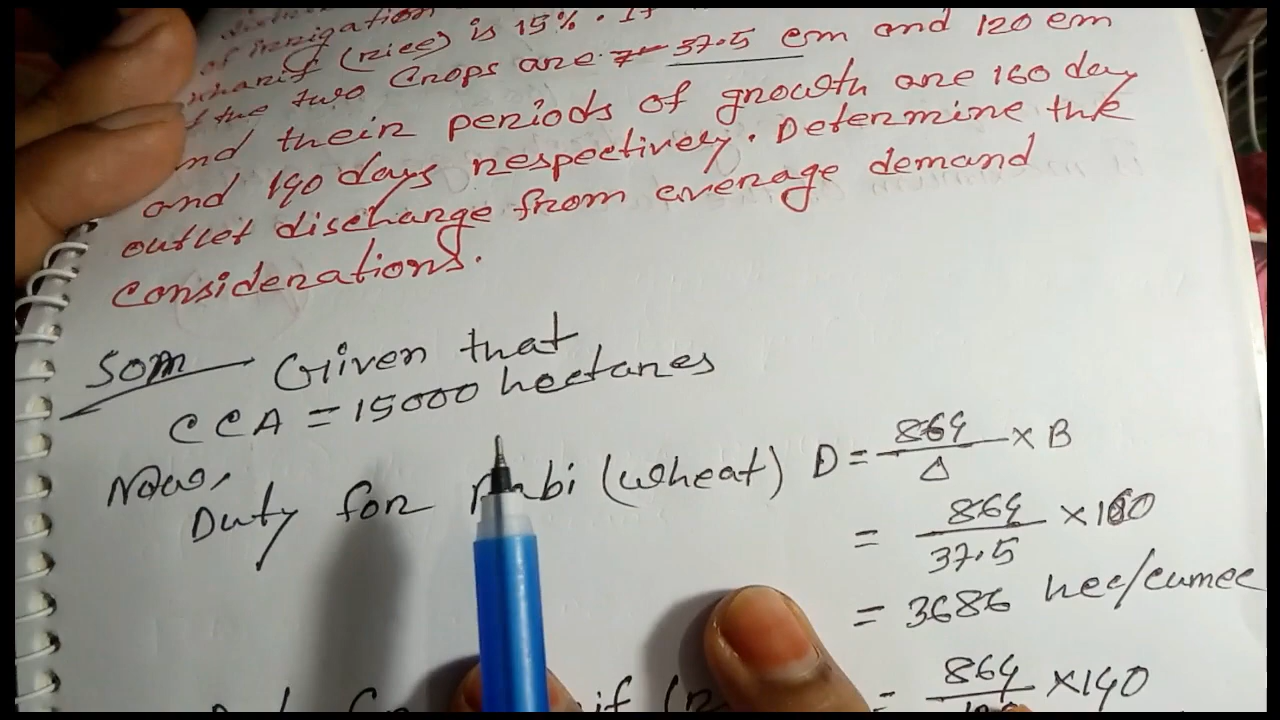 of irrigation
kharif (rice) is 15%. If
the two crops are 37.5 cm and 120 cm
and their periods of growth are 160 day
and 140 days respectively. Determine the
outlet discharge from average demand
considerations.
Soln Given that
CCA = 15000 hectares
Now,
Duty for Rabi (wheat) D = 864/Δ × B
= 864/37.5 × 160
= 3686 hec/cumec
= 864/ × 140